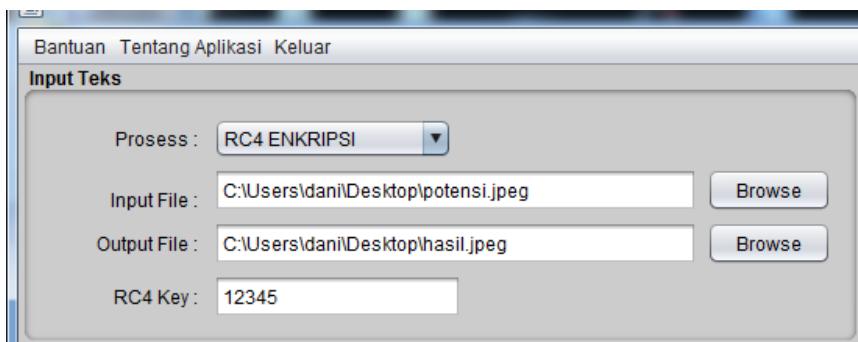 Bantuan Tentang Aplikasi Keluar
Input Teks
Prosess : RC4 ENKRIPSI
Input File : C:\Users\dani\Desktop\potensi.jpeg Browse
Output File : C:\Users\dani\Desktop\hasil.jpeg Browse
RC4 Key : 12345